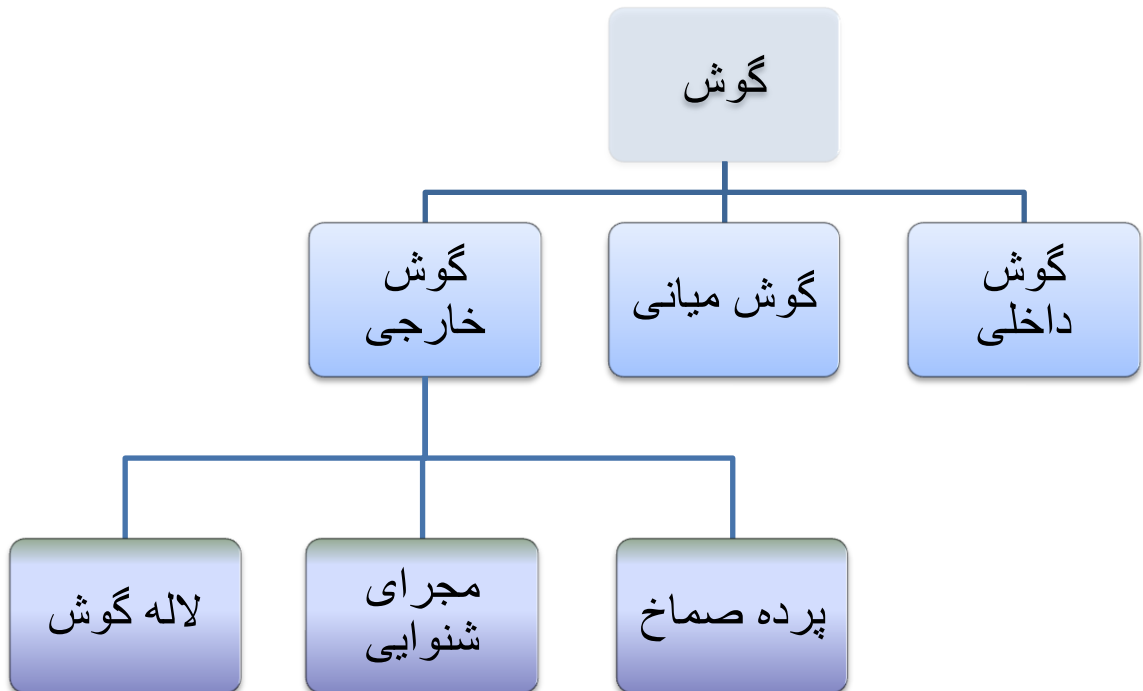 گوش
گوش
داخلی
گوش میانی
گوش
خارجی
پرده صماخ
مجرای
شنوایی
لاله گوش